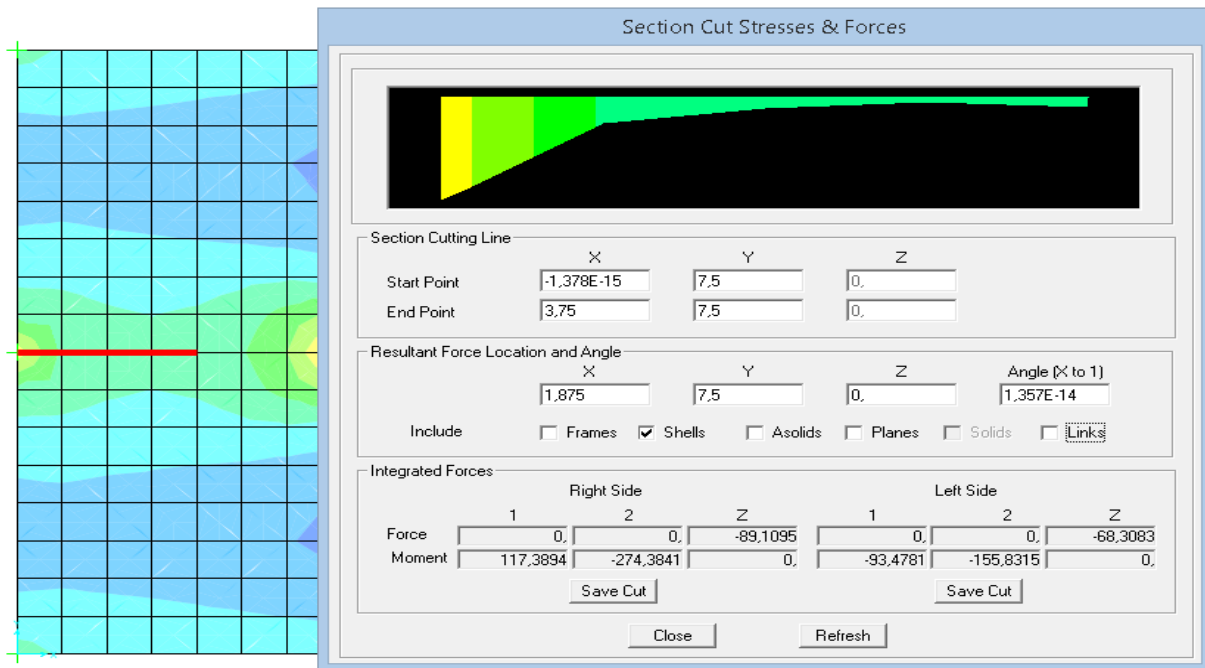 Section Cut Stresses & Forces
Section Cutting Line
X Y Z
Start Point -1,378E-15 7,5 0,
End Point 3,75 7,5 0,
Resultant Force Location and Angle
X Y Z Angle (X to 1)
1,875 7,5 0, 1,357E-14
Include Frames Shells Asolids Planes Solids Links
Integrated Forces
Right Side Left Side
1 2 Z 1 2 Z
Force 0, 0, -89,1095 0, 0, -68,3083
Moment 117,3894 -274,3841 0, -93,4781 -155,8315 0,
Save Cut Save Cut
Close Refresh